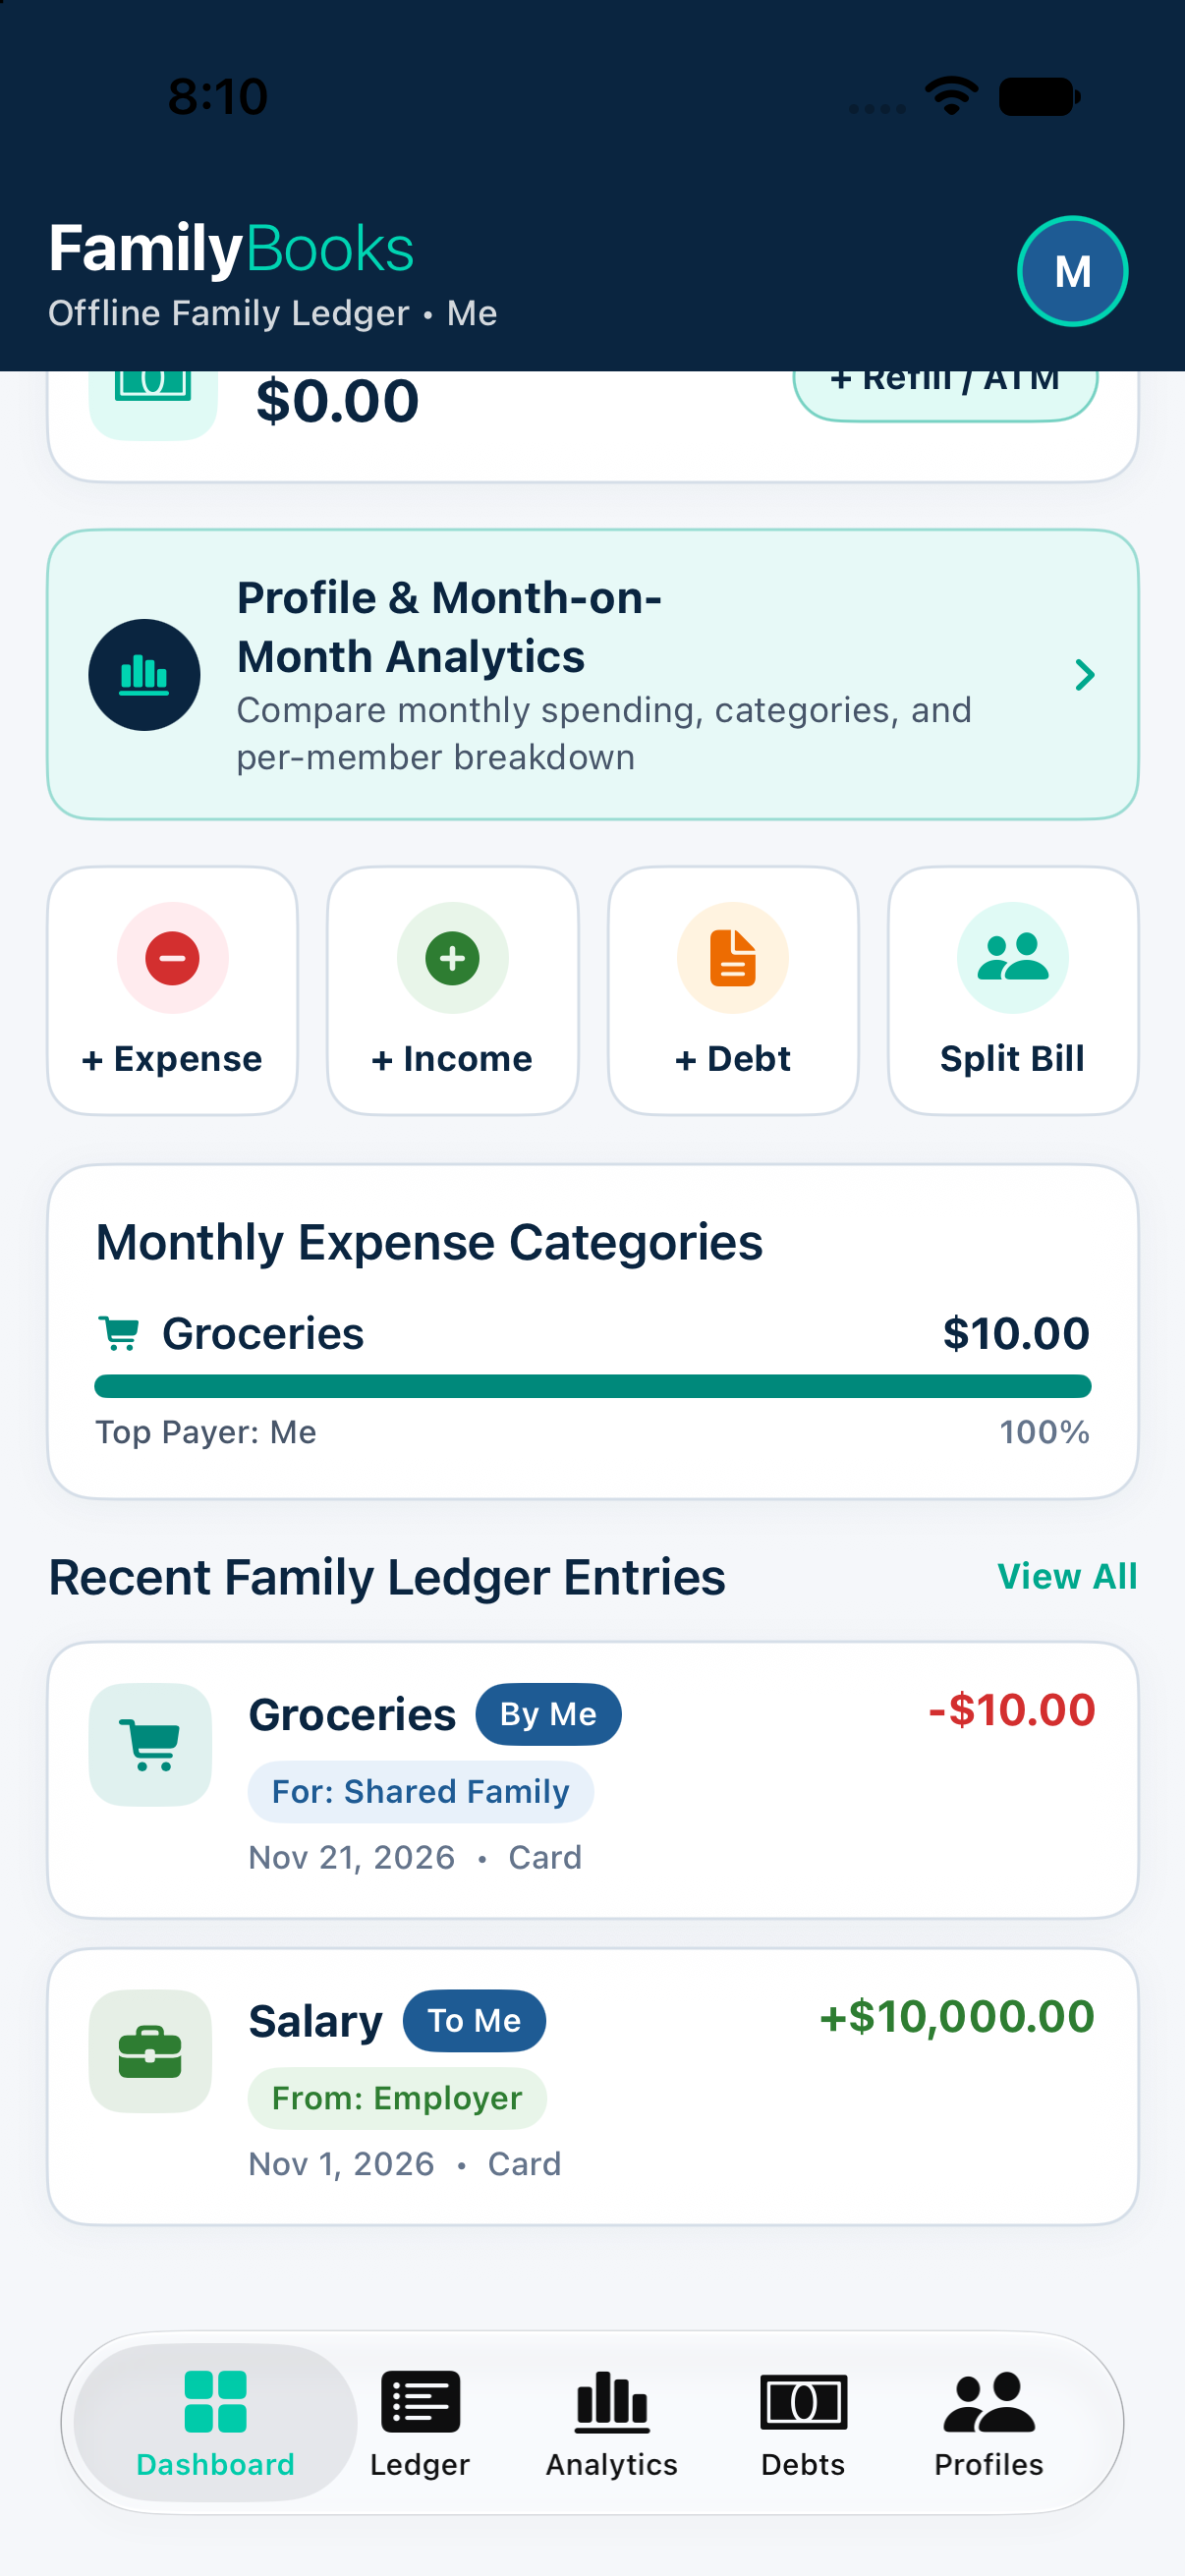 8:10
FamilyBooks
Offline Family Ledger • Me
M
$0.00
+ Refill / ATM
Profile & Month-on-
Month Analytics
Compare monthly spending, categories, and
per-member breakdown
+ Expense
+ Income
+ Debt
Split Bill
Monthly Expense Categories
Groceries
$10.00
Top Payer: Me
100%
Recent Family Ledger Entries
View All
Groceries
By Me
-$10.00
For: Shared Family
Nov 21, 2026 • Card
Salary
To Me
+$10,000.00
From: Employer
Nov 1, 2026 • Card
Dashboard
Ledger
Analytics
Debts
Profiles